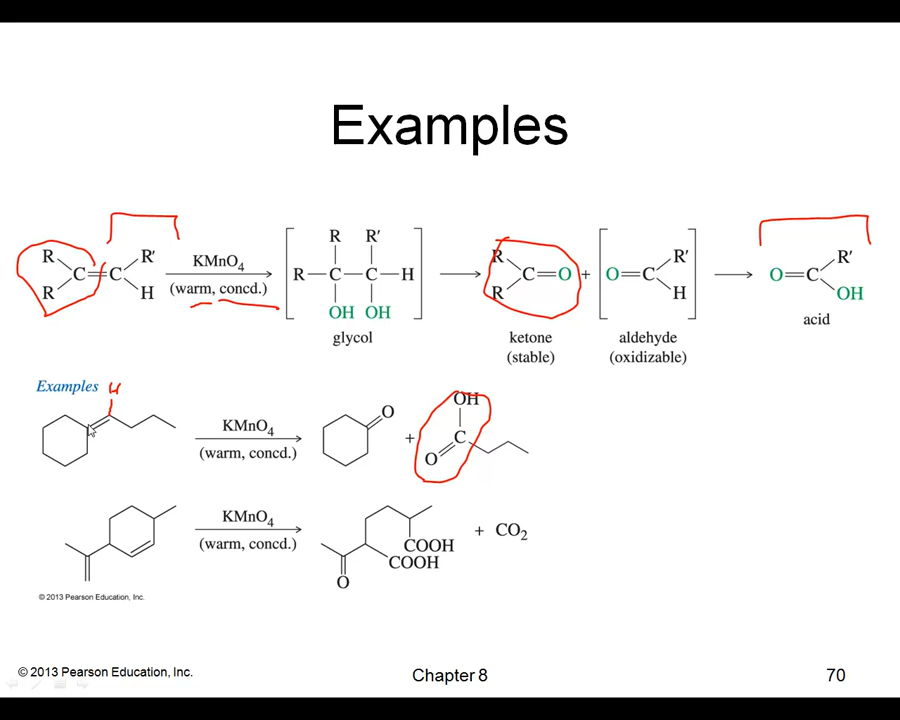 Examples
R R' R R' R R' R'
C=C KMnO4 R—C—C—H C=O + O=C O=C
R H (warm, concd.) OH OH R H OH
glycol ketone aldehyde acid
(stable) (oxidizable)
Examples H
OH
O
KMnO4 + C
(warm, concd.) O
KMnO4 + CO2
(warm, concd.) COOH
COOH
O
© 2013 Pearson Education, Inc.
© 2013 Pearson Education, Inc. Chapter 8 70